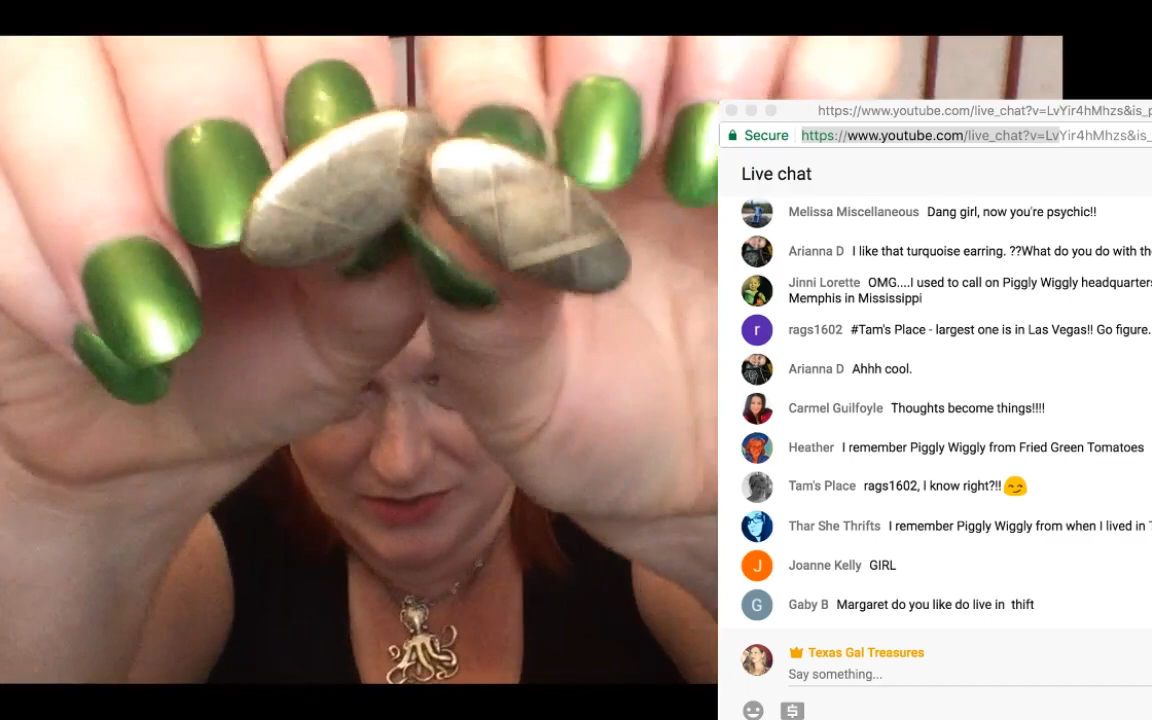 https://www.youtube.com/live_chat?v=LvYir4hMhzs&is_
Secure https://www.youtube.com/live_chat?v=LvYir4hMhzs&is_
Live chat
Melissa Miscellaneous Dang girl, now you're psychic!!
Arianna D I like that turquoise earring. ??What do you do with the
Jinni Lorette OMG....I used to call on Piggly Wiggly headquarters
Memphis in Mississippi
r rags1602 #Tam's Place - largest one is in Las Vegas!! Go figure.
Arianna D Ahhh cool.
Carmel Guilfoyle Thoughts become things!!!!
Heather I remember Piggly Wiggly from Fried Green Tomatoes
Tam's Place rags1602, I know right?!! 😏
Thar She Thrifts I remember Piggly Wiggly from when I lived in
J Joanne Kelly GIRL
G Gaby B Margaret do you like do live in thift
Texas Gal Treasures
Say something...